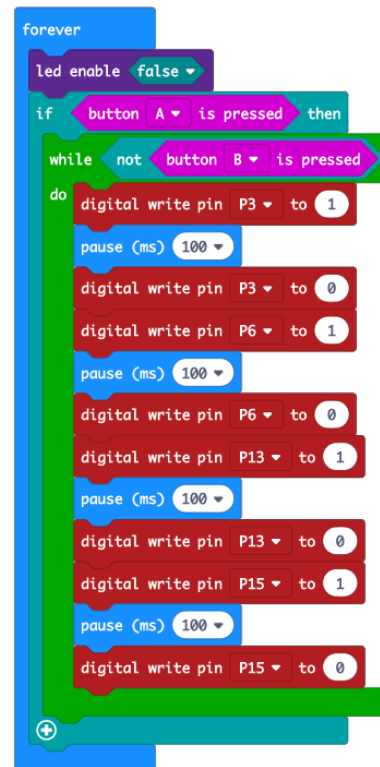 forever
led enable false
if button A is pressed then
while not button B is pressed
do digital write pin P3 to 1
pause (ms) 100
digital write pin P3 to 0
digital write pin P6 to 1
pause (ms) 100
digital write pin P6 to 0
digital write pin P13 to 1
pause (ms) 100
digital write pin P13 to 0
digital write pin P15 to 1
pause (ms) 100
digital write pin P15 to 0